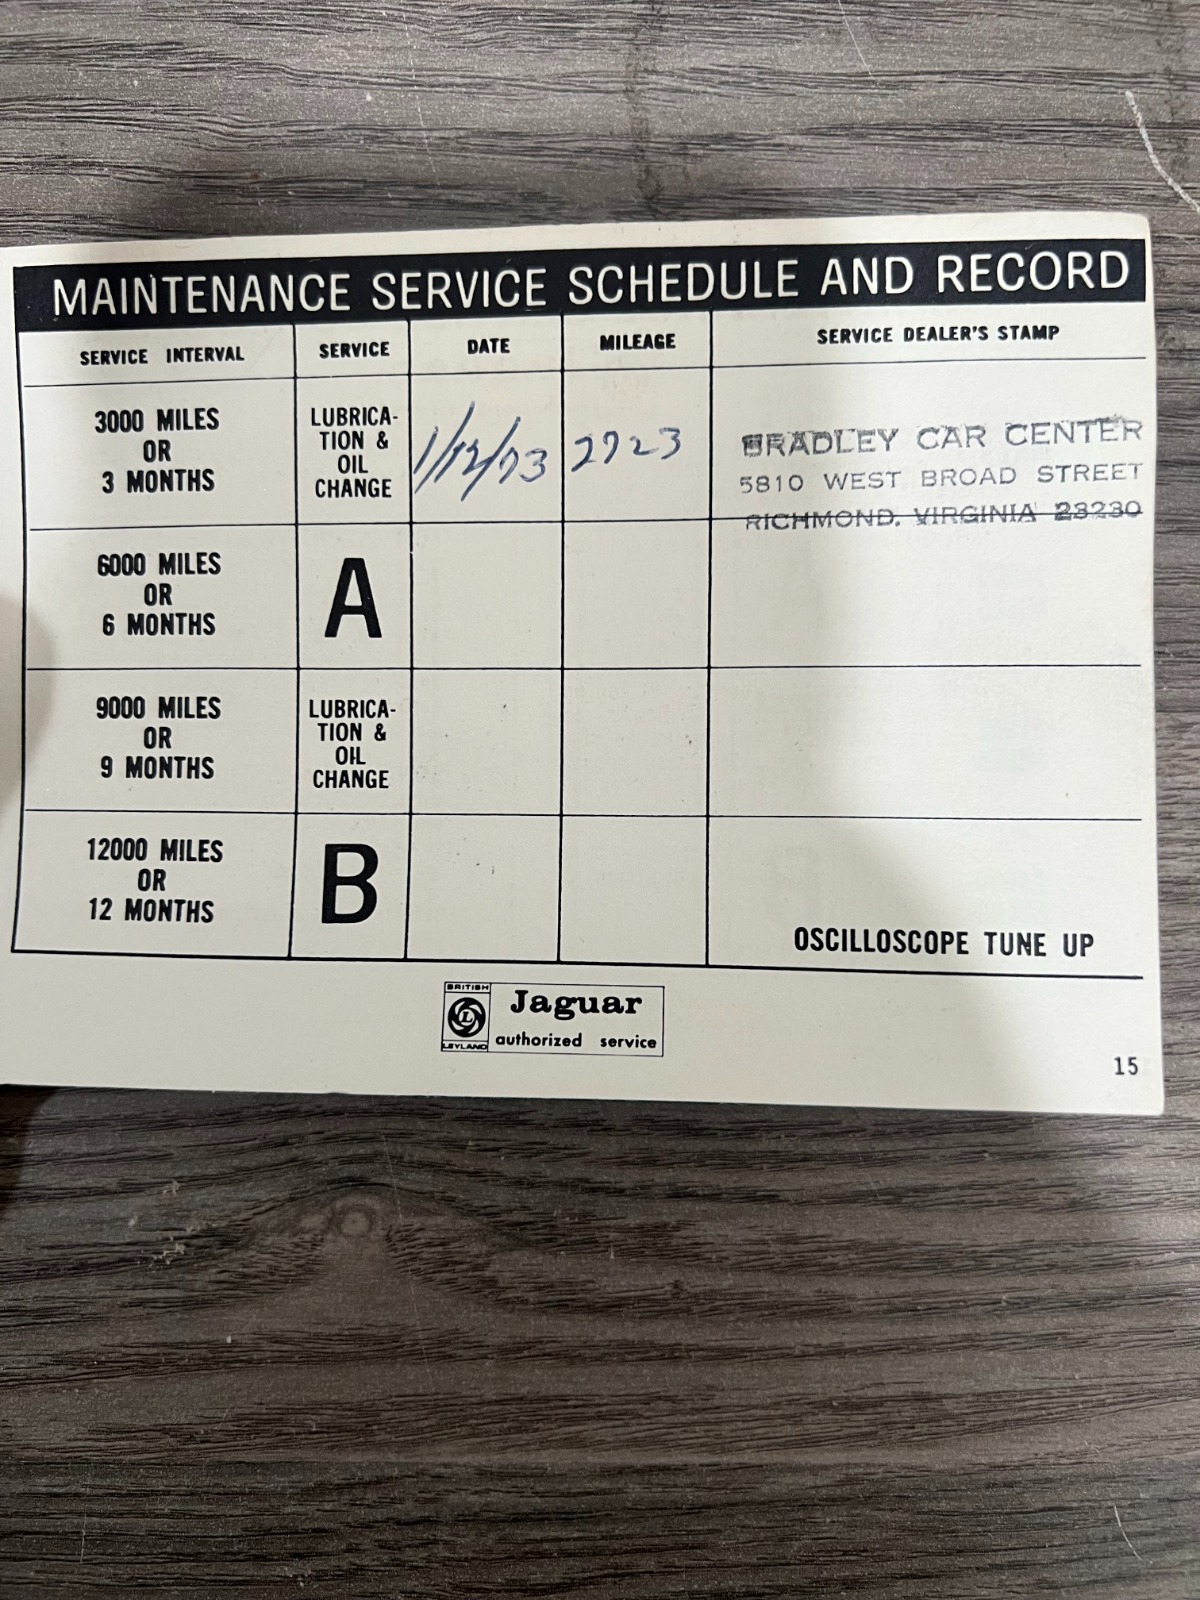 MAINTENANCE SERVICE SCHEDULE AND RECORD
SERVICE INTERVAL SERVICE DATE MILEAGE SERVICE DEALER'S STAMP
3000 MILES
OR
3 MONTHS
LUBRICA-
TION &
OIL
CHANGE
1/12/73
2723
BRADLEY CAR CENTER
5810 WEST BROAD STREET
RICHMOND, VIRGINIA 23230
6000 MILES
OR
6 MONTHS
A
9000 MILES
OR
9 MONTHS
LUBRICA-
TION &
OIL
CHANGE
12000 MILES
OR
12 MONTHS
B
OSCILLOSCOPE TUNE UP
BRITISH
L
LEYLAND
Jaguar
authorized service
15